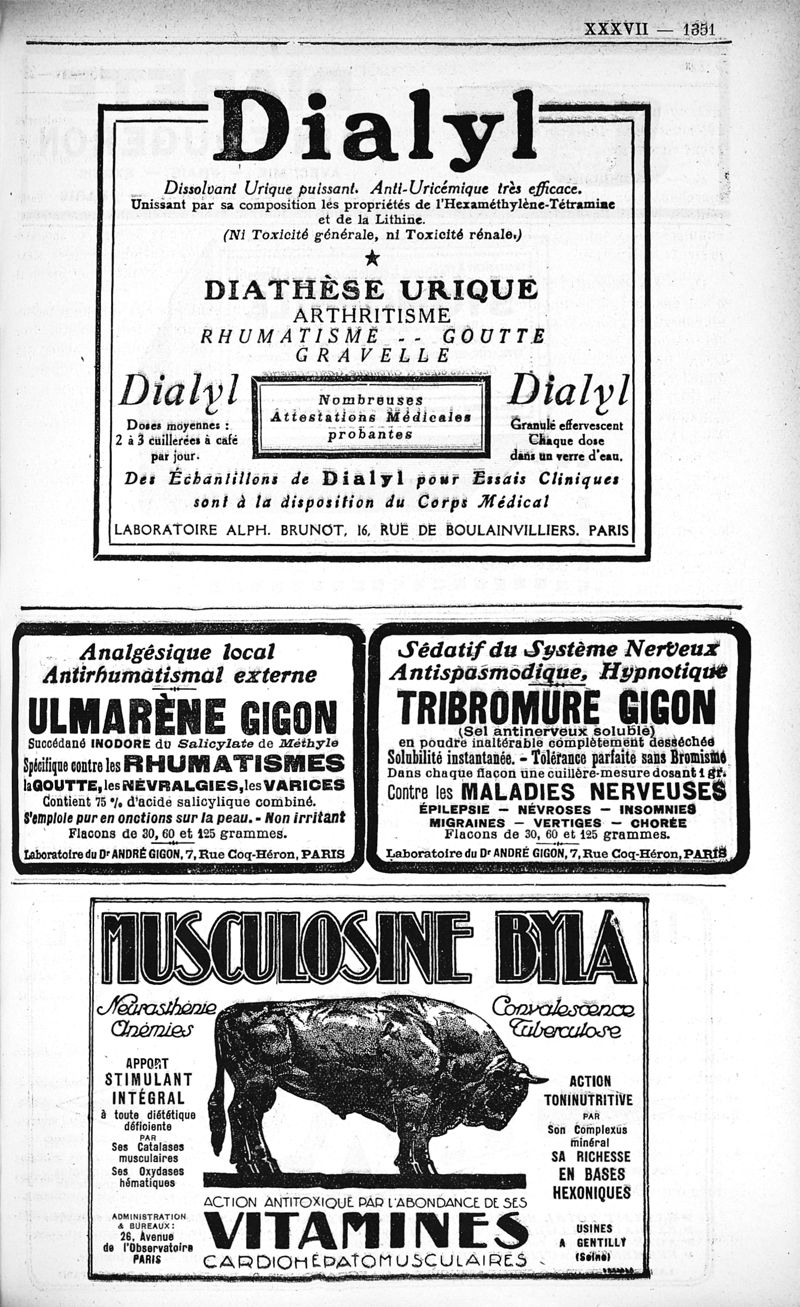 XXXVII — 1351
Dialyl
Dissolvant Urique puissant. Anti-Uricémique très efficace.
Unissant par sa composition les propriétés de l'Hexaméthylène-Tétramine
et de la Lithine.
(Ni Toxicité générale, ni Toxicité rénale.)
DIATHÈSE URIQUE
ARTHRITISME
RHUMATISME - - GOUTTE
GRAVELLE
Dialyl
Doses moyennes :
2 à 3 cuillerées à café
par jour.
Nombreuses
Attestations Médicales
probantes
Dialyl
Granulé effervescent
Chaque dose
dans un verre d'eau.
Des Échantillons de Dialyl pour Essais Cliniques
sont à la disposition du Corps Médical
LABORATOIRE ALPH. BRUNOT, 16, RUE DE BOULAINVILLIERS. PARIS
Analgésique local
Antirhumatismal externe
ULMARÈNE GIGON
Succédané INODORE du Salicylate de Méthyle
Spécifique contre les RHUMATISMES
la GOUTTE, les NÉVRALGIES, les VARICES
Contient 75 % d'acide salicylique combiné.
S'emploie pur en onctions sur la peau. - Non irritant
Flacons de 30, 60 et 125 grammes.
Laboratoire du Dr ANDRÉ GIGON, 7, Rue Coq-Héron, PARIS
Sédatif du Système Nerveux
Antispasmodique, Hypnotique
TRIBROMURE GIGON
(Sel antinerveux soluble)
en poudre inaltérable complètement desséchée
Solubilité instantanée. - Tolérance parfaite sans Bromisme
Dans chaque flacon une cuillère-mesure dosant 1 gr.
Contre les MALADIES NERVEUSES
ÉPILEPSIE — NÉVROSES — INSOMNIES
MIGRAINES — VERTIGES — CHORÉE
Flacons de 30, 60 et 125 grammes.
Laboratoire du Dr ANDRÉ GIGON, 7, Rue Coq-Héron, PARIS
MUSCULOSINE BYLA
Neurasthénie
Anémies
Convalescence
Tuberculose
APPORT
STIMULANT
INTÉGRAL
à toute diététique
déficiente
PAR
Ses Catalases
musculaires
Ses Oxydases
hématiques
ADMINISTRATION
& BUREAUX :
26, Avenue
de l'Observatoire
PARIS
ACTION
TONINUTRITIVE
PAR
Son Complexus
minéral
SA RICHESSE
EN BASES
HEXONIQUES
USINES
A GENTILLY
(Seine)
ACTION ANTITOXIQUE PAR L'ABONDANCE DE SES
VITAMINES
CARDIOHÉPATOMUSCULAIRES